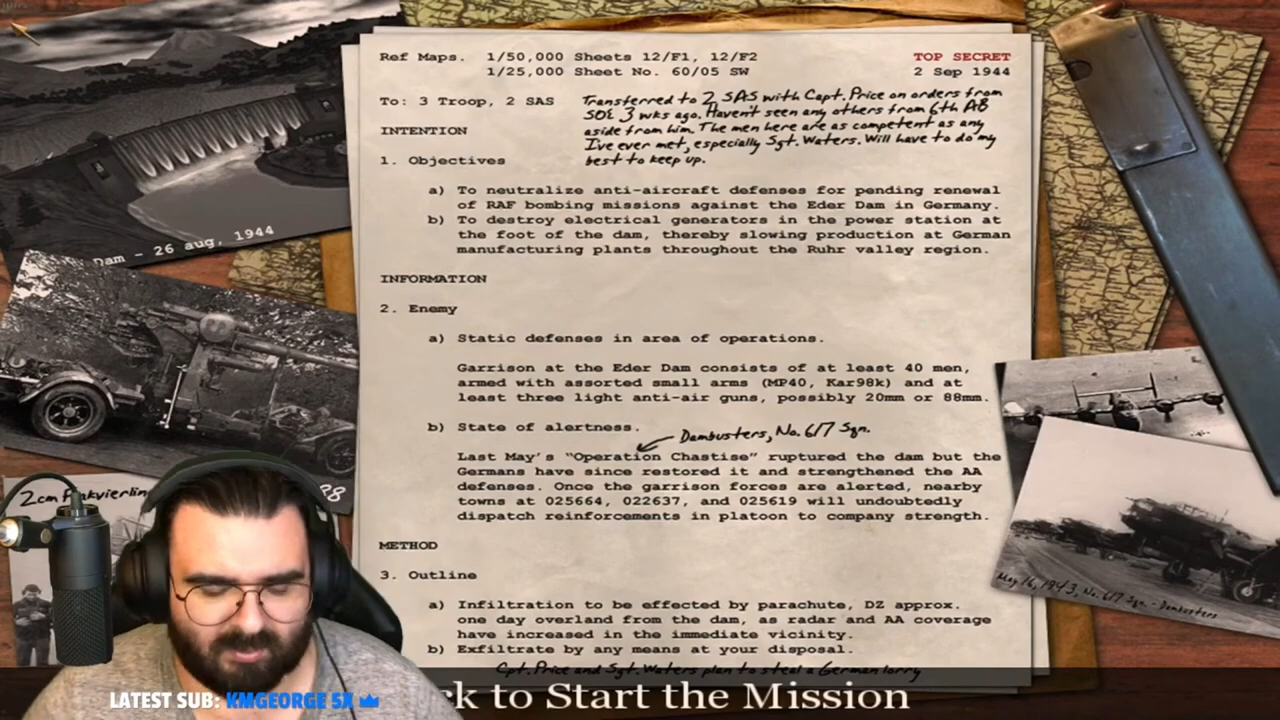 Ref Maps. 1/50,000 Sheets 12/F1, 12/F2
TOP SECRET
1/25,000 Sheet No. 60/05 SW
2 Sep 1944
To: 3 Troop, 2 SAS
Transferred to 2 SAS with Capt. Price on orders from
SOE 3 wks ago. Haven't seen any others from 6th AB
aside from him. The men here are as competent as any
I've ever met, especially Sgt. Waters. Will have to do my
best to keep up.
INTENTION
1. Objectives
a) To neutralize anti-aircraft defenses for pending renewal
of RAF bombing missions against the Eder Dam in Germany.
b) To destroy electrical generators in the power station at
the foot of the dam, thereby slowing production at German
manufacturing plants throughout the Ruhr valley region.
INFORMATION
2. Enemy
a) Static defenses in area of operations.
Garrison at the Eder Dam consists of at least 40 men,
armed with assorted small arms (MP40, Kar98k) and at
least three light anti-air guns, possibly 20mm or 88mm.
b) State of alertness.
Dambusters, No. 617 Sqn.
Last May's "Operation Chastise" ruptured the dam but the
Germans have since restored it and strengthened the AA
defenses. Once the garrison forces are alerted, nearby
towns at 025664, 022637, and 025619 will undoubtedly
dispatch reinforcements in platoon to company strength.
METHOD
3. Outline
a) Infiltration to be effected by parachute, DZ approx.
one day overland from the dam, as radar and AA coverage
have increased in the immediate vicinity.
b) Exfiltrate by any means at your disposal.
Cpt. Price and Sgt. Waters plan to steal a German lorry
Dam - 26 aug, 1944
2cm Flakvierling
88
May 16, 1943, No. 617 Sqn - Dambusters
k to Start the Mission
LATEST SUB: KMGEORGE 5X